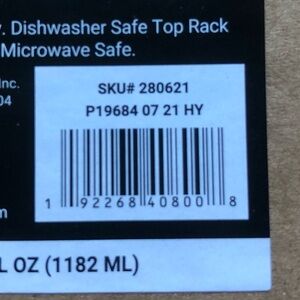 . Dishwasher Safe Top Rack
Microwave Safe.
Inc.
04
SKU# 280621
P19684 07 21 HY
1 92268 40800 8
m
L OZ (1182 ML)